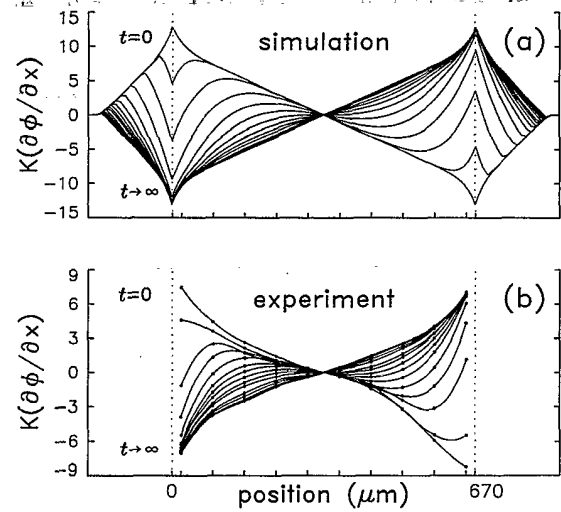 15
10
5
0
-5
-10
-15
K(∂ϕ/∂x)
t=0
simulation
(a)
t→∞
9
6
3
0
-3
-6
-9
K(∂ϕ/∂x)
t=0
experiment
(b)
t→∞
0
position (μm)
670